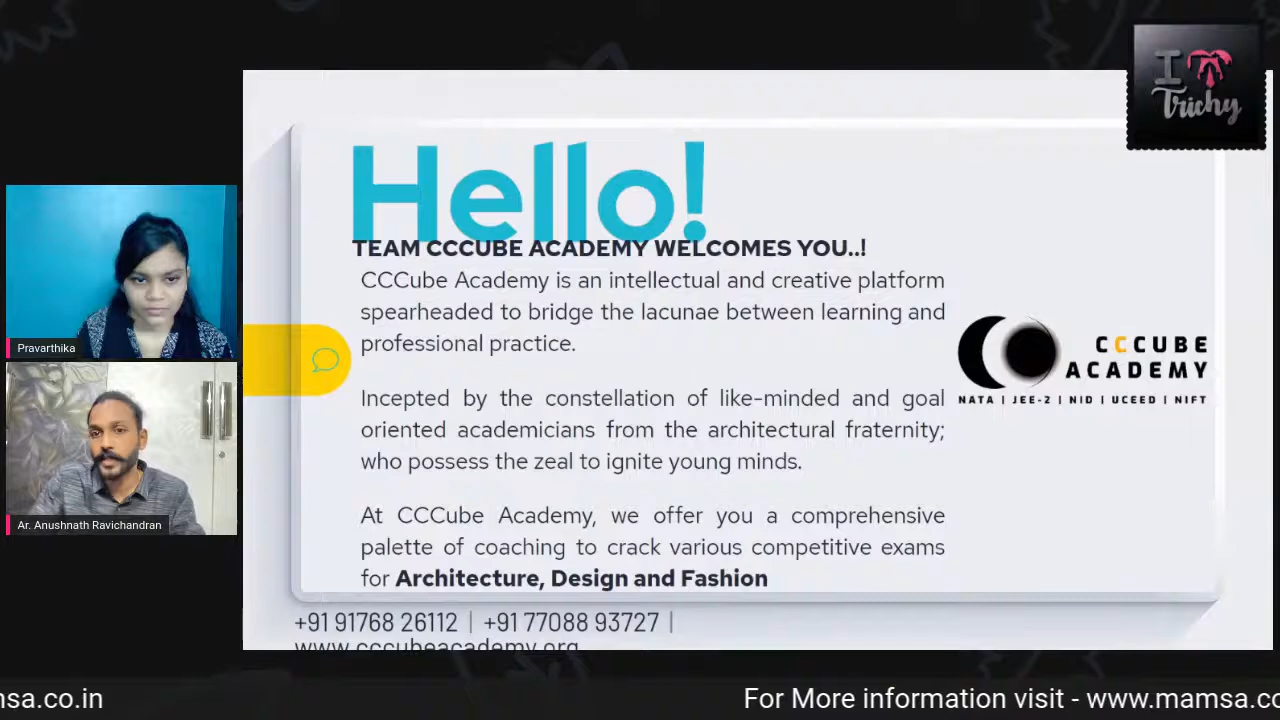 I
Trichy
Hello!
TEAM CCCUBE ACADEMY WELCOMES YOU..!
CCCube Academy is an intellectual and creative platform
spearheaded to bridge the lacunae between learning and
professional practice.
Incepted by the constellation of like-minded and goal
oriented academicians from the architectural fraternity;
who possess the zeal to ignite young minds.
At CCCube Academy, we offer you a comprehensive
palette of coaching to crack various competitive exams
for Architecture, Design and Fashion
CCCUBE
ACADEMY
NATA | JEE-2 | NID | UCEED | NIFT
+91 91768 26112 | +91 77088 93727 |
www.cccubeacademy.org
Pravarthika
Ar. Anushnath Ravichandran
nsa.co.in
For More information visit - www.mamsa.co